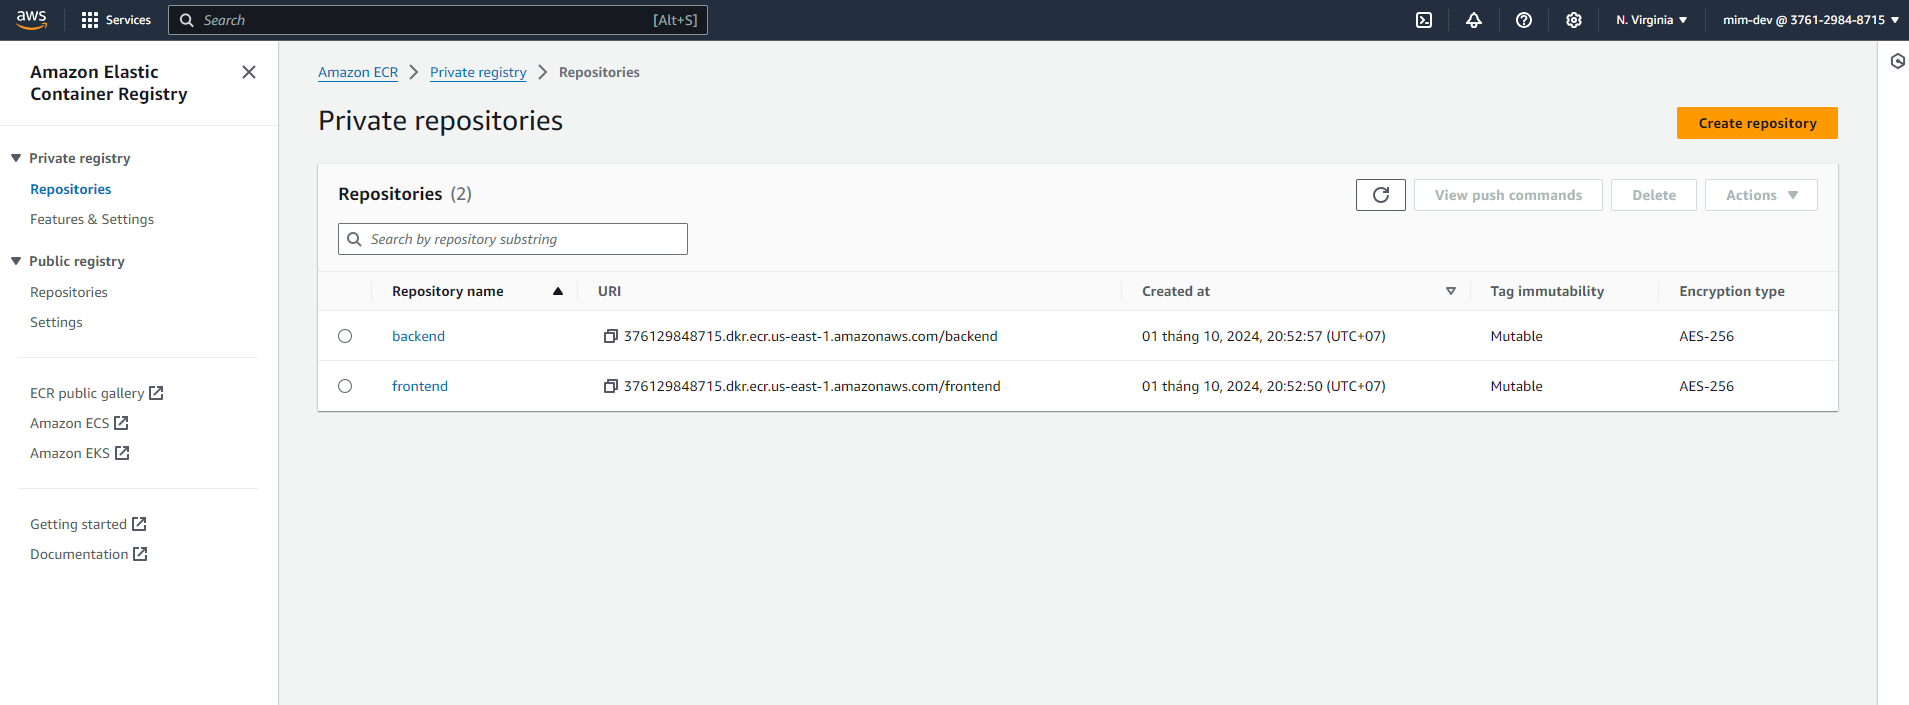 aws Services Search [Alt+S] N. Virginia mim-dev @ 3761-2984-8715
Amazon Elastic
Container Registry
Private registry
Repositories
Features & Settings
Public registry
Repositories
Settings
ECR public gallery
Amazon ECS
Amazon EKS
Getting started
Documentation
Amazon ECR Private registry Repositories
Private repositories
Create repository
Repositories (2)
View push commands Delete Actions
Search by repository substring
Repository name URI Created at Tag immutability Encryption type
backend 376129848715.dkr.ecr.us-east-1.amazonaws.com/backend 01 tháng 10, 2024, 20:52:57 (UTC+07) Mutable AES-256
frontend 376129848715.dkr.ecr.us-east-1.amazonaws.com/frontend 01 tháng 10, 2024, 20:52:50 (UTC+07) Mutable AES-256